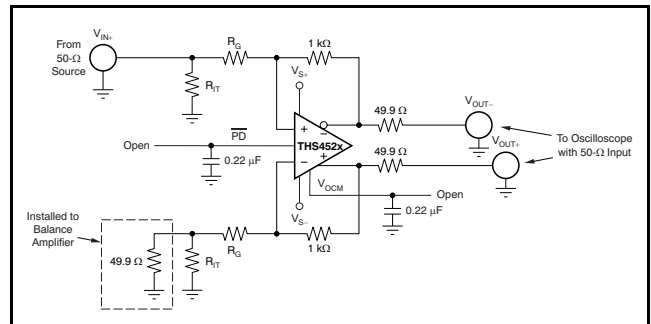 From
50-Ω
Source
V_IN+
R_G
1 kΩ
R_IT
V_S+
49.9 Ω
V_OUT−
PD
Open
0.22 µF
+
−
THS452x
−
+
49.9 Ω
V_OUT+
To Oscilloscope
with 50-Ω Input
V_OCM
Open
0.22 µF
V_S−
Installed to
Balance
Amplifier
49.9 Ω
R_IT
R_G
1 kΩ